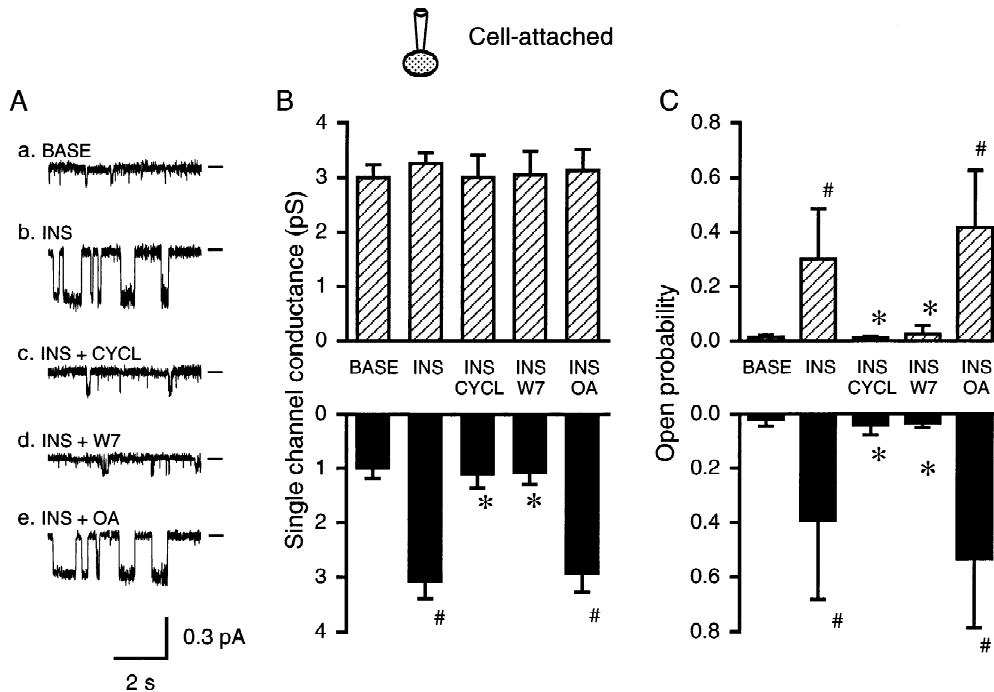 Cell-attached
A
a. BASE
b. INS
c. INS + CYCL
d. INS + W7
e. INS + OA
0.3 pA
2 s
B
Single channel conductance (pS)
4
3
2
1
0
BASE INS INS INS INS
CYCL W7 OA
0
1
2
3
4
* *
# #
C
Open probability
0.8
0.6
0.4
0.2
0.0
# * * #
BASE INS INS INS INS
CYCL W7 OA
0.0
0.2
0.4
0.6
0.8
* *
# #